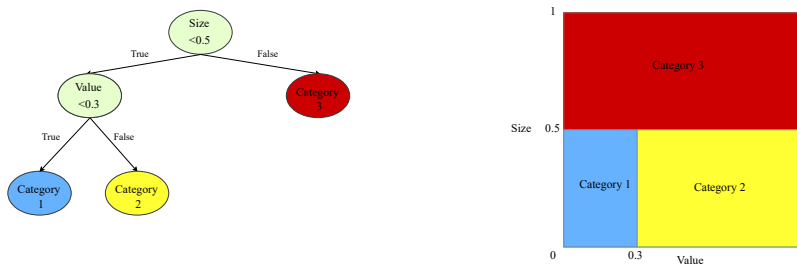 Size
<0.5
True
False
Value
<0.3
Category
3
True
False
Category
1
Category
2
1
Category 3
Size
0.5
Category 1
Category 2
0
0.3
Value